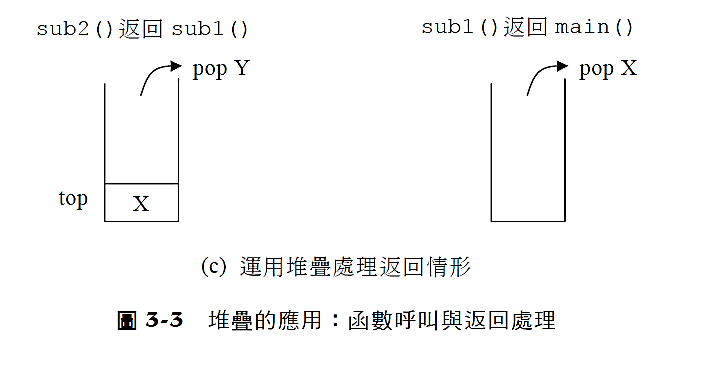 sub2()返回 sub1()
sub1()返回 main()
pop Y
pop X
top
X
(c) 運用堆疊處理返回情形
圖 3-3 堆疊的應用：函數呼叫與返回處理